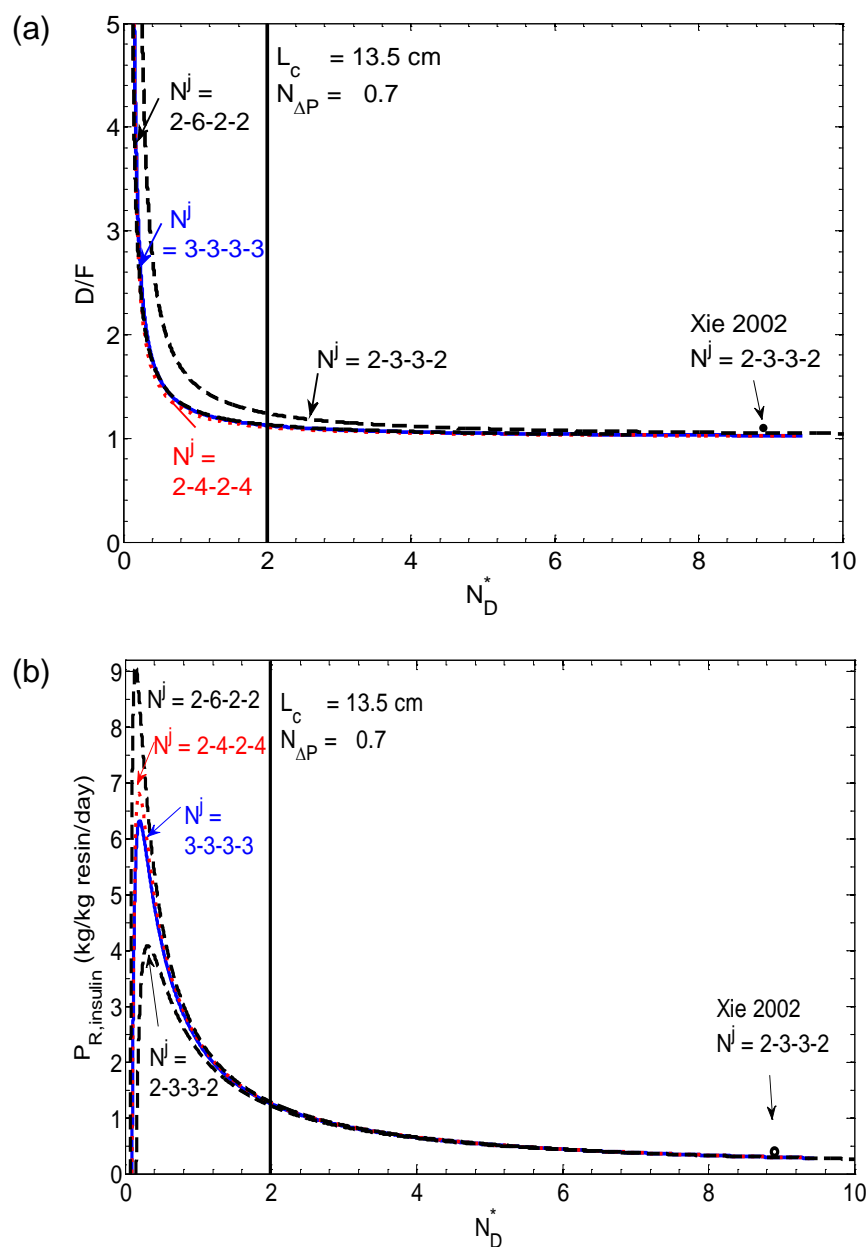 (a)
5
4
3
2
1
0
D/F
L_c = 13.5 cm
N_ΔP = 0.7
N^j =
2-6-2-2
N^j
= 3-3-3-3
N^j = 2-3-3-2
Xie 2002
N^j = 2-3-3-2
N^j =
2-4-2-4
0 2 4 6 8 10
N_D^*
(b)
9
8
7
6
5
4
3
2
1
0
P_R,insulin (kg/kg resin/day)
N^j = 2-6-2-2
L_c = 13.5 cm
N^j = 2-4-2-4
N_ΔP = 0.7
N^j =
3-3-3-3
N^j =
2-3-3-2
Xie 2002
N^j = 2-3-3-2
0 2 4 6 8 10
N_D^*